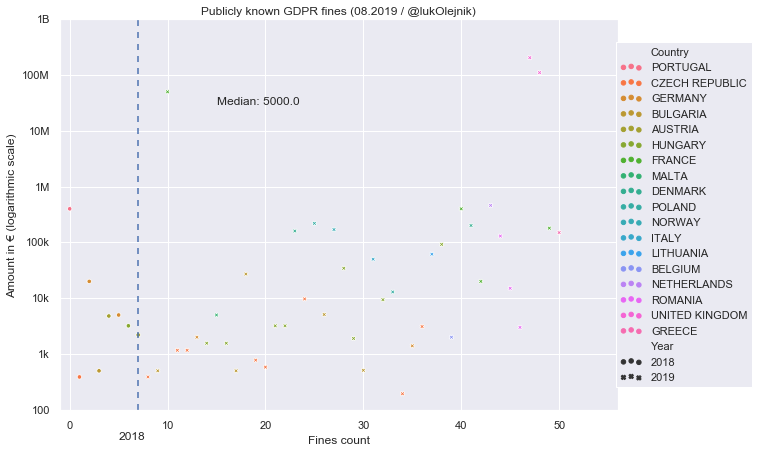 Publicly known GDPR fines (08.2019 / @lukOlejnik)
1B
100M
10M
1M
100k
10k
1k
100
Amount in € (logarithmic scale)
Median: 5000.0
0
10
20
30
40
50
2018
Fines count
Country
PORTUGAL
CZECH REPUBLIC
GERMANY
BULGARIA
AUSTRIA
HUNGARY
FRANCE
MALTA
DENMARK
POLAND
NORWAY
ITALY
LITHUANIA
BELGIUM
NETHERLANDS
ROMANIA
UNITED KINGDOM
GREECE
Year
2018
2019